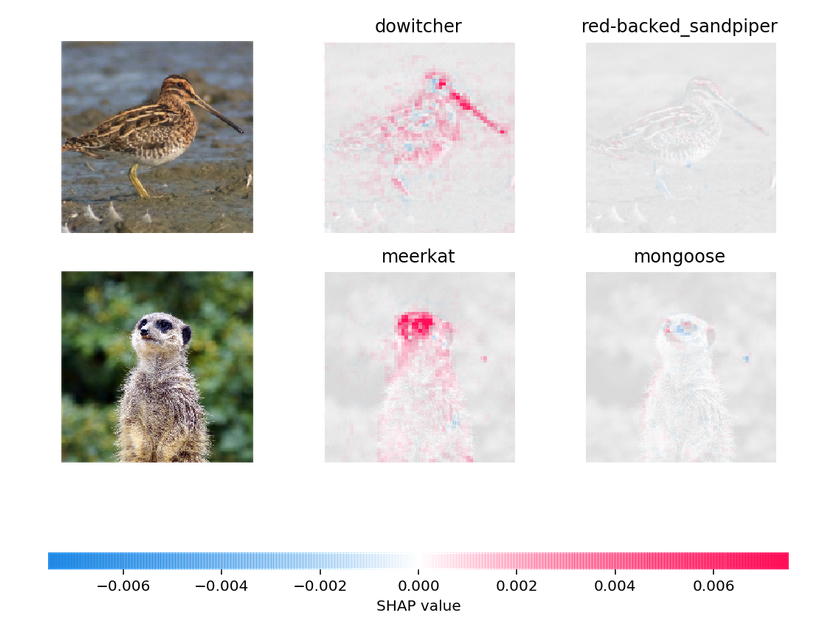 dowitcher
red-backed_sandpiper
meerkat
mongoose
−0.006 −0.004 −0.002 0.000 0.002 0.004 0.006
SHAP value